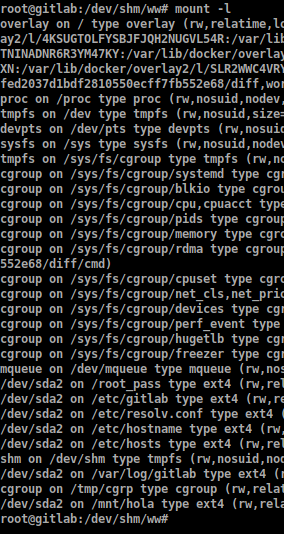 root@gitlab:/dev/shm/ww# mount -l
overlay on / type overlay (rw,relatime,lo
ay2/l/4KSUGTOLFYSBJFJQH2NUGVL54R:/var/lib
TNINADNR6R3YM47KY:/var/lib/docker/overlay
XN:/var/lib/docker/overlay2/l/SLR2WWC4VRY
fed2037d1bdf2810550ecff7fb552e68/diff,wor
proc on /proc type proc (rw,nosuid,nodev,
tmpfs on /dev type tmpfs (rw,nosuid,size=
devpts on /dev/pts type devpts (rw,nosuid
sysfs on /sys type sysfs (rw,nosuid,nodev
tmpfs on /sys/fs/cgroup type tmpfs (rw,no
cgroup on /sys/fs/cgroup/systemd type cgr
cgroup on /sys/fs/cgroup/blkio type cgrou
cgroup on /sys/fs/cgroup/cpu,cpuacct type
cgroup on /sys/fs/cgroup/pids type cgroup
cgroup on /sys/fs/cgroup/memory type cgro
cgroup on /sys/fs/cgroup/rdma type cgroup
552e68/diff/cmd)
cgroup on /sys/fs/cgroup/cpuset type cgro
cgroup on /sys/fs/cgroup/net_cls,net_prio
cgroup on /sys/fs/cgroup/devices type cgr
cgroup on /sys/fs/cgroup/perf_event type
cgroup on /sys/fs/cgroup/hugetlb type cgr
cgroup on /sys/fs/cgroup/freezer type cgr
mqueue on /dev/mqueue type mqueue (rw,nos
/dev/sda2 on /root_pass type ext4 (rw,rel
/dev/sda2 on /etc/gitlab type ext4 (rw,re
/dev/sda2 on /etc/resolv.conf type ext4 (
/dev/sda2 on /etc/hostname type ext4 (rw,
/dev/sda2 on /etc/hosts type ext4 (rw,rel
shm on /dev/shm type tmpfs (rw,nosuid,nod
/dev/sda2 on /var/log/gitlab type ext4 (r
cgroup on /tmp/cgrp type cgroup (rw,relat
/dev/sda2 on /mnt/hola type ext4 (rw,rela
root@gitlab:/dev/shm/ww#